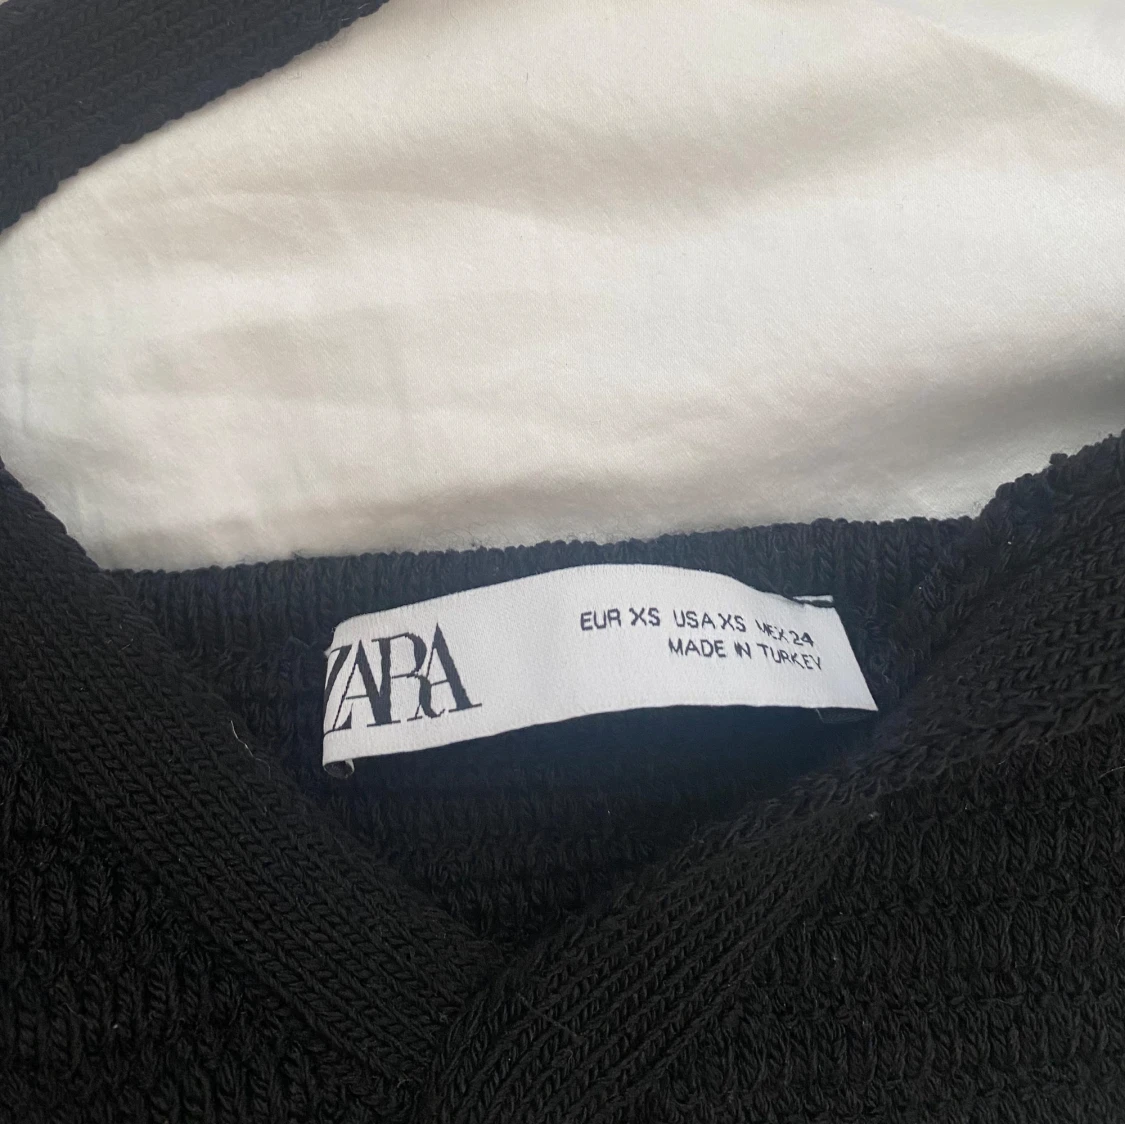 ZARA
EUR XS USA XS MEX 24
MADE IN TURKEY